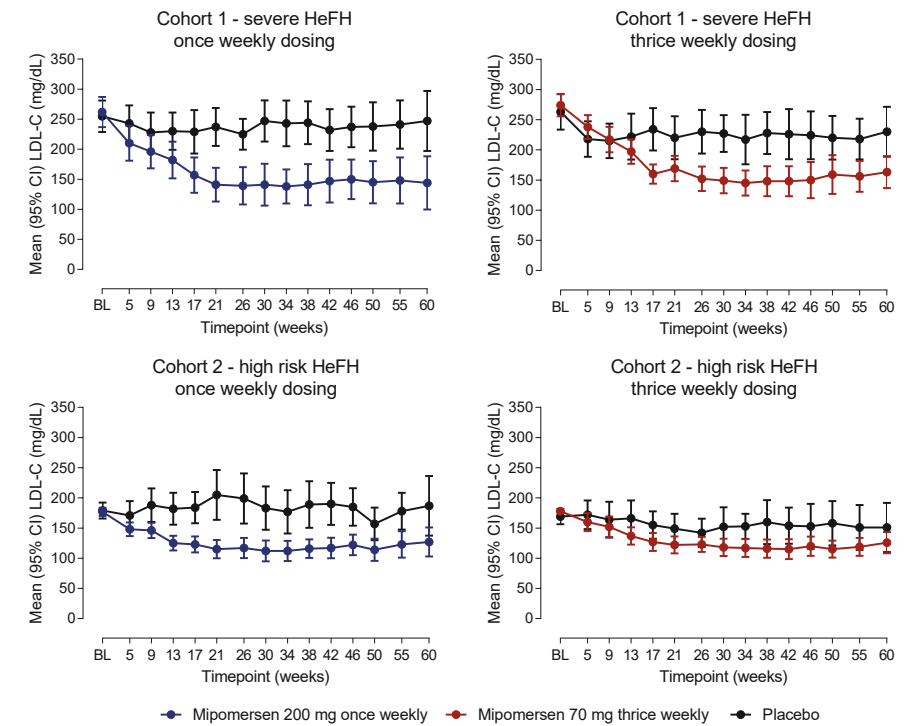 Cohort 1 - severe HeFH
once weekly dosing
Mean (95% CI) LDL-C (mg/dL)
350
300
250
200
150
100
50
0
BL 5 9 13 17 21 26 30 34 38 42 46 50 55 60
Timepoint (weeks)
Cohort 1 - severe HeFH
thrice weekly dosing
Mean (95% CI) LDL-C (mg/dL)
350
300
250
200
150
100
50
0
BL 5 9 13 17 21 26 30 34 38 42 46 50 55 60
Timepoint (weeks)
Cohort 2 - high risk HeFH
once weekly dosing
Mean (95% CI) LDL-C (mg/dL)
350
300
250
200
150
100
50
0
BL 5 9 13 17 21 26 30 34 38 42 46 50 55 60
Timepoint (weeks)
Cohort 2 - high risk HeFH
thrice weekly dosing
Mean (95% CI) LDL-C (mg/dL)
350
300
250
200
150
100
50
0
BL 5 9 13 17 21 26 30 34 38 42 46 50 55 60
Timepoint (weeks)
Mipomersen 200 mg once weekly Mipomersen 70 mg thrice weekly Placebo